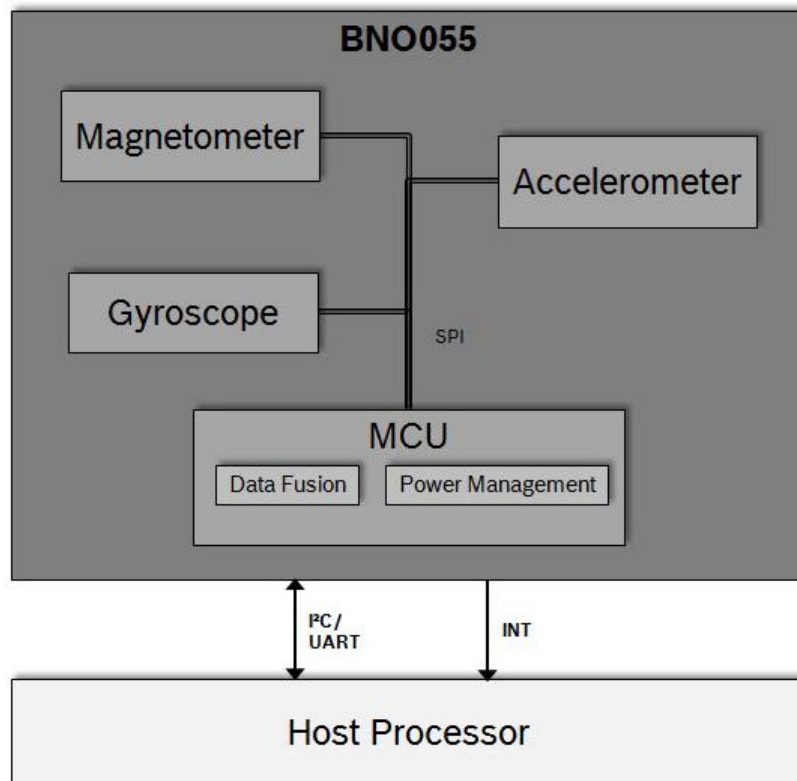 BNO055
Magnetometer
Accelerometer
Gyroscope
SPI
MCU
Data Fusion
Power Management
I²C/
UART
INT
Host Processor